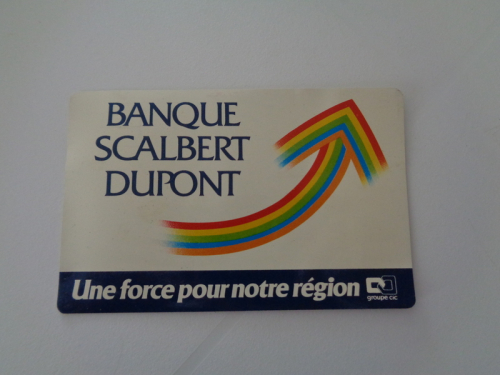 BANQUE
SCALBERT
DUPONT
Une force pour notre région
groupe cic